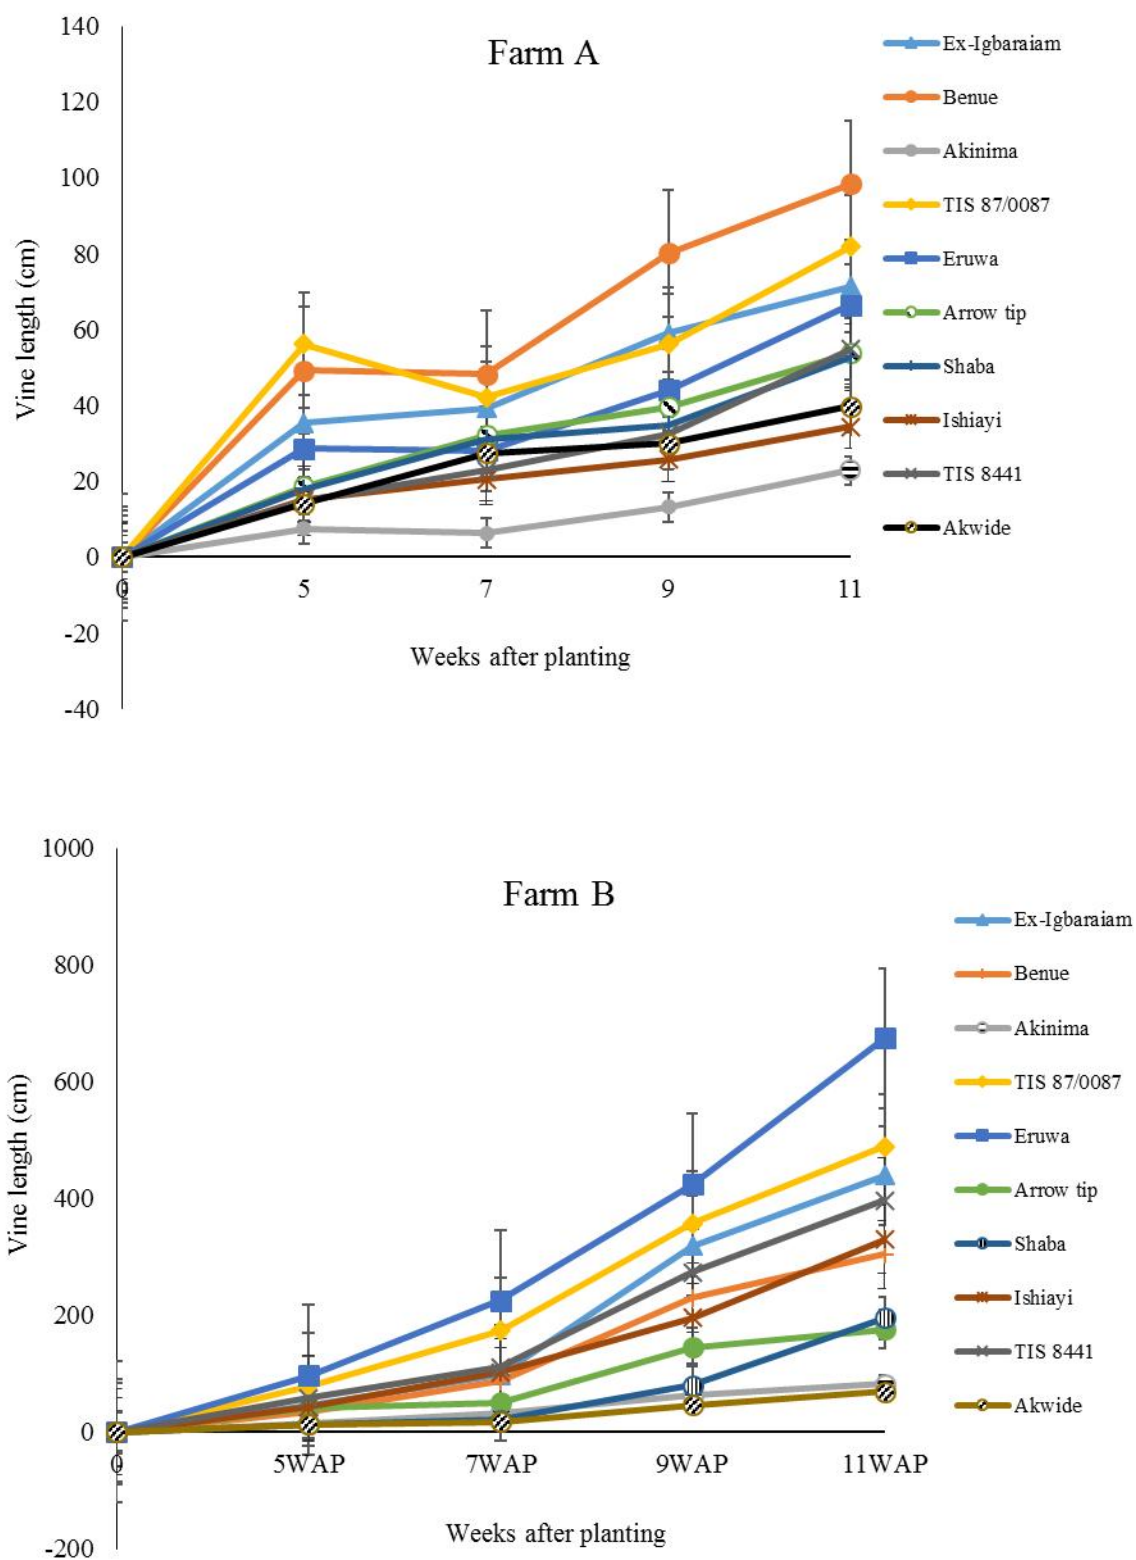 Farm A
140
120
100
80
60
40
20
0
-20
-40
Vine length (cm)
0 5 7 9 11
Weeks after planting
Ex-Igbaraiam
Benue
Akinima
TIS 87/0087
Eruwa
Arrow tip
Shaba
Ishiayi
TIS 8441
Akwide
Farm B
1000
800
600
400
200
0
-200
Vine length (cm)
0 5WAP 7WAP 9WAP 11WAP
Weeks after planting
Ex-Igbaraiam
Benue
Akinima
TIS 87/0087
Eruwa
Arrow tip
Shaba
Ishiayi
TIS 8441
Akwide